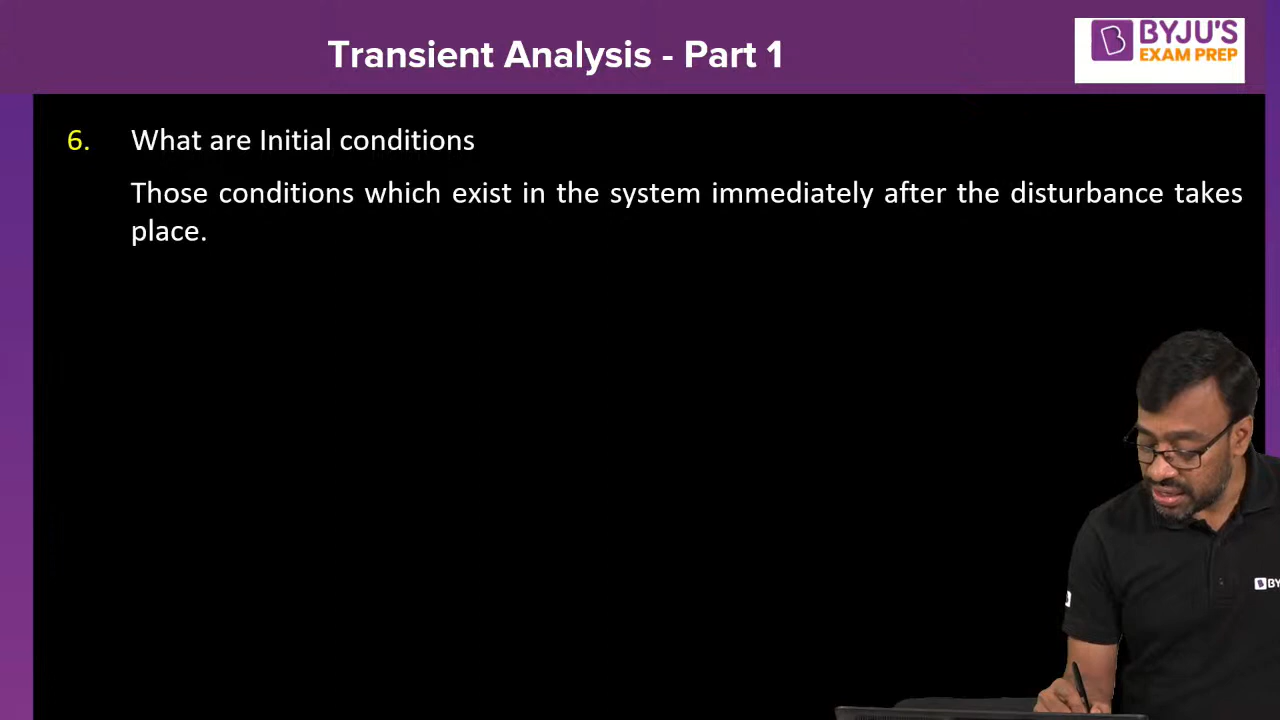 Transient Analysis - Part 1
BYJU'S
EXAM PREP
6. What are Initial conditions
Those conditions which exist in the system immediately after the disturbance takes
place.
BY